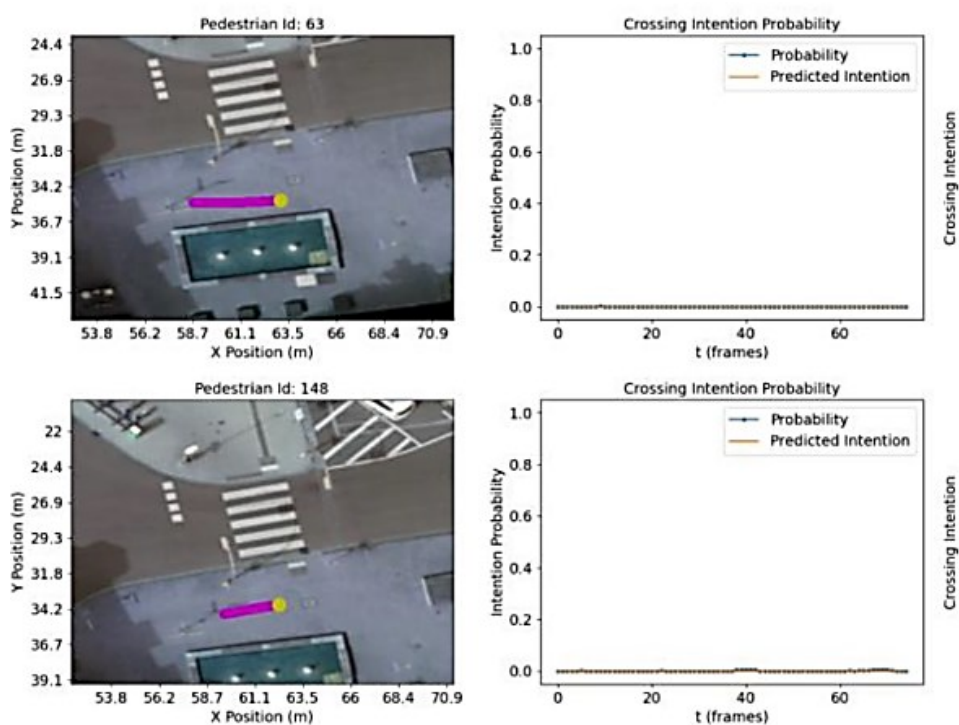 Pedestrian Id: 63
24.4
26.9
29.3
31.8
34.2
36.7
39.1
41.5
Y Position (m)
53.8 56.2 58.7 61.1 63.5 66 68.4 70.9
X Position (m)
Crossing Intention Probability
1.0
0.8
0.6
0.4
0.2
0.0
Intention Probability
Probability
Predicted Intention
Crossing Intention
0 20 40 60
t (frames)
Pedestrian Id: 148
22
24.4
26.9
29.3
31.8
34.2
36.7
39.1
Y Position (m)
53.8 56.2 58.7 61.1 63.5 66 68.4 70.9
X Position (m)
Crossing Intention Probability
1.0
0.8
0.6
0.4
0.2
0.0
Intention Probability
Probability
Predicted Intention
Crossing Intention
0 20 40 60
t (frames)